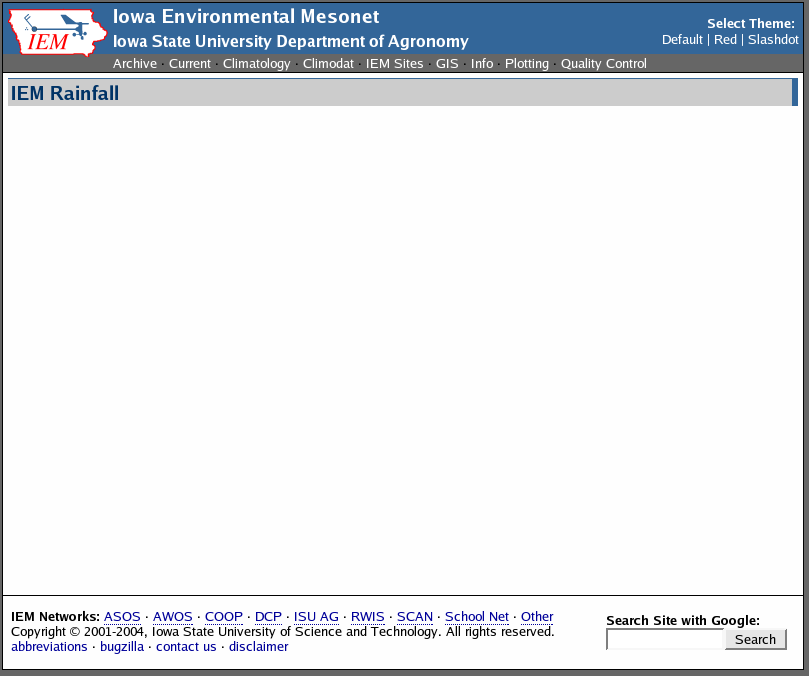 IEM
Iowa Environmental Mesonet
Iowa State University Department of Agronomy
Select Theme:
Default | Red | Slashdot
Archive · Current · Climatology · Climodat · IEM Sites · GIS · Info · Plotting · Quality Control
IEM Rainfall
IEM Networks: ASOS · AWOS · COOP · DCP · ISU AG · RWIS · SCAN · School Net · Other
Copyright © 2001-2004, Iowa State University of Science and Technology. All rights reserved.
abbreviations · bugzilla · contact us · disclaimer
Search Site with Google:
Search